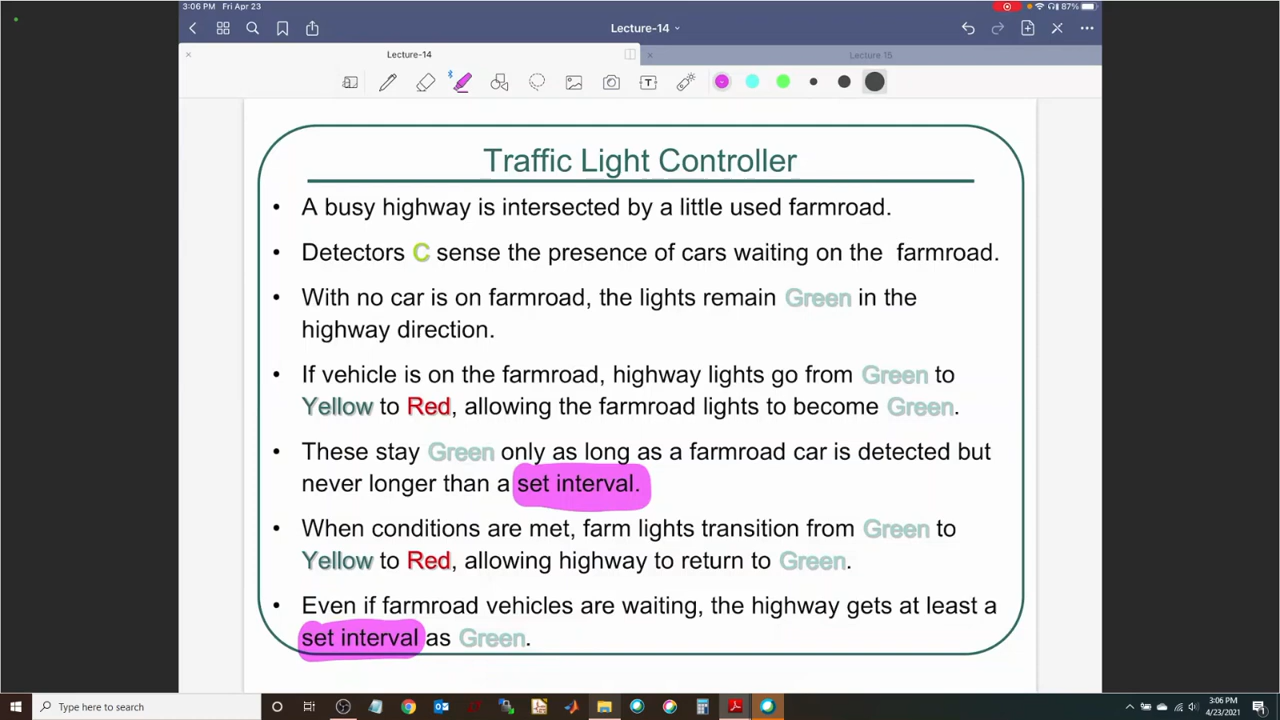 3:06 PM Fri Apr 23
87%
Lecture-14
Lecture-14
Lecture 15
T
Traffic Light Controller
• A busy highway is intersected by a little used farmroad.
• Detectors C sense the presence of cars waiting on the farmroad.
• With no car is on farmroad, the lights remain Green in the
highway direction.
• If vehicle is on the farmroad, highway lights go from Green to
Yellow to Red, allowing the farmroad lights to become Green.
• These stay Green only as long as a farmroad car is detected but
never longer than a set interval.
• When conditions are met, farm lights transition from Green to
Yellow to Red, allowing highway to return to Green.
• Even if farmroad vehicles are waiting, the highway gets at least a
set interval as Green.
Type here to search
3:06 PM
4/23/2021